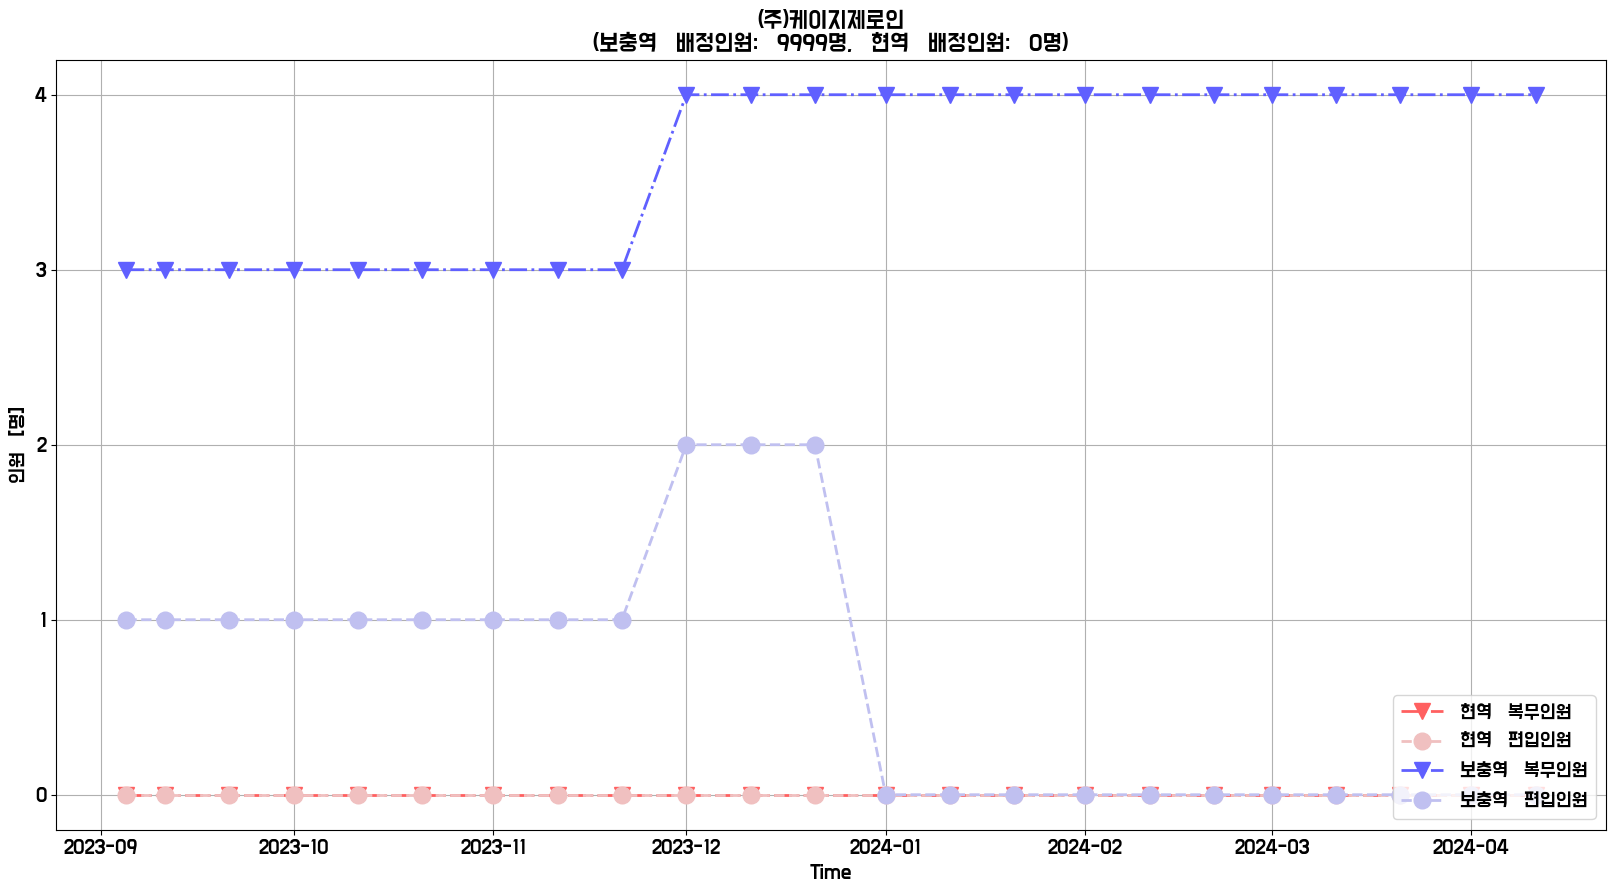 (주)케이지제로인
(보충역 배정인원: 9999명, 현역 배정인원: 0명)
4
3
2
1
0
인원 [명]
현역 복무인원
현역 편입인원
보충역 복무인원
보충역 편입인원
2023-09 2023-10 2023-11 2023-12 2024-01 2024-02 2024-03 2024-04
Time